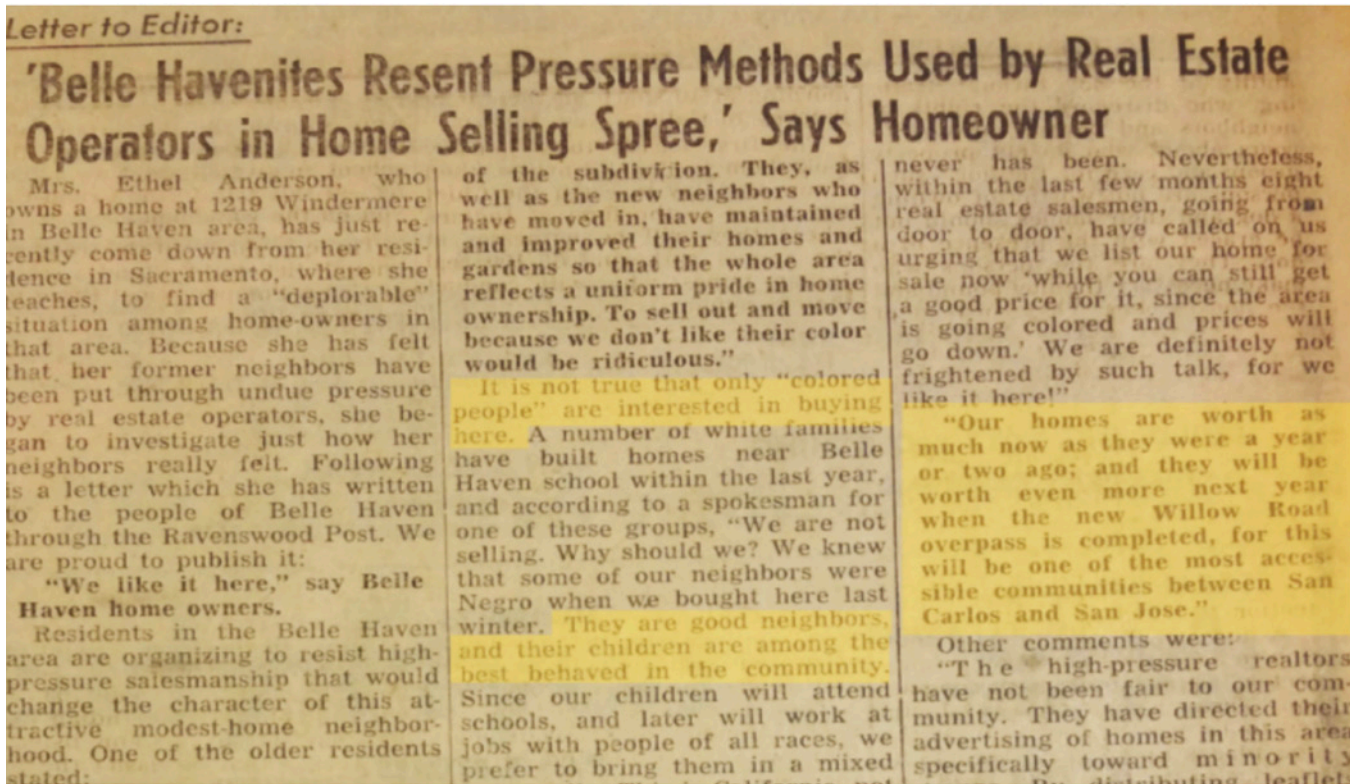 Letter to Editor:
'Belle Havenites Resent Pressure Methods Used by Real Estate
Operators in Home Selling Spree,' Says Homeowner
Mrs. Ethel Anderson, who
owns a home at 1219 Windermere
in Belle Haven area, has just re-
cently come down from her resi-
dence in Sacramento, where she
teaches, to find a "deplorable"
situation among home-owners in
that area. Because she has felt
that her former neighbors have
been put through undue pressure
by real estate operators, she be-
gan to investigate just how her
neighbors really felt. Following
is a letter which she has written
to the people of Belle Haven
through the Ravenswood Post. We
are proud to publish it:
"We like it here," say Belle
Haven home owners.
Residents in the Belle Haven
area are organizing to resist high-
pressure salesmanship that would
change the character of this at-
tractive modest-home neighbor-
hood. One of the older residents
stated:
of the subdivision. They, as
well as the new neighbors who
have moved in, have maintained
and improved their homes and
gardens so that the whole area
reflects a uniform pride in home
ownership. To sell out and move
because we don't like their color
would be ridiculous."
It is not true that only "colored
people" are interested in buying
here. A number of white families
have built homes near Belle
Haven school within the last year,
and according to a spokesman for
one of these groups, "We are not
selling. Why should we? We knew
that some of our neighbors were
Negro when we bought here last
winter. They are good neighbors,
and their children are among the
best behaved in the community.
Since our children will attend
schools, and later will work at
jobs with people of all races, we
prefer to bring them in a mixed
never has been. Nevertheless,
within the last few months eight
real estate salesmen, going from
door to door, have called on us
urging that we list our home for
sale now 'while you can still get
a good price for it, since the area
is going colored and prices will
go down.' We are definitely not
frightened by such talk, for we
like it here!"
"Our homes are worth as
much now as they were a year
or two ago; and they will be
worth even more next year
when the new Willow Road
overpass is completed, for this
will be one of the most acces-
sible communities between San
Carlos and San Jose."
Other comments were:
"The high-pressure realtors
have not been fair to our com-
munity. They have directed their
advertising of homes in this area
specifically toward minority